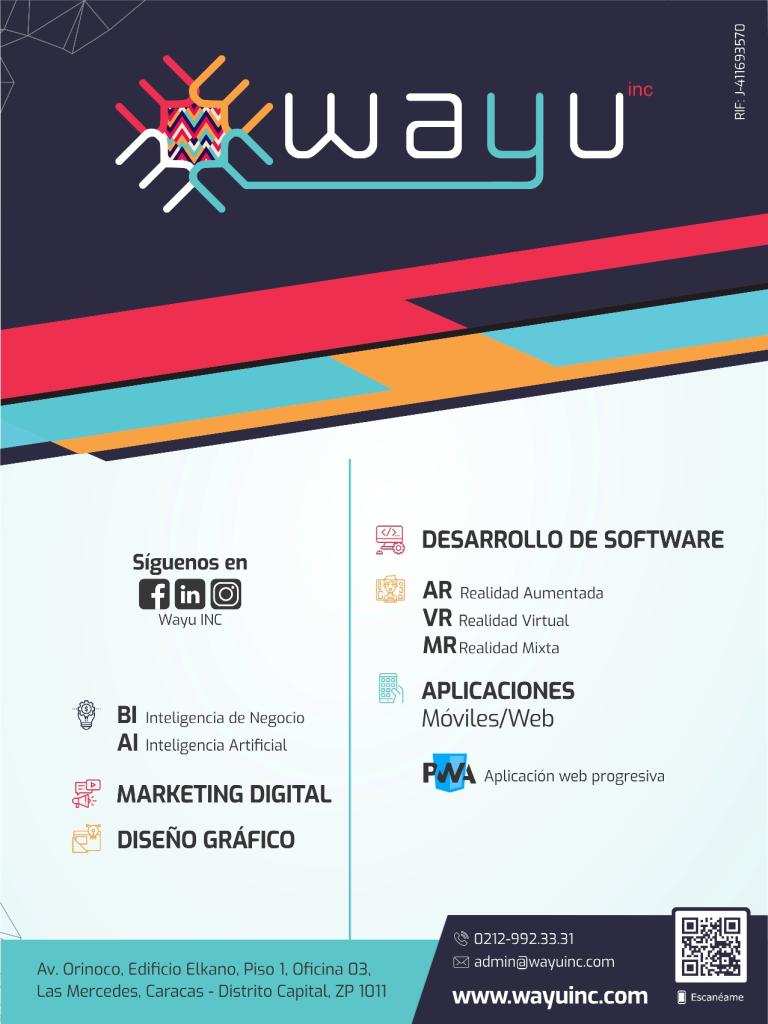 wayu inc
RIF: J-411693570
Síguenos en
Wayu INC
BI Inteligencia de Negocio
AI Inteligencia Artificial
MARKETING DIGITAL
DISEÑO GRÁFICO
DESARROLLO DE SOFTWARE
AR Realidad Aumentada
VR Realidad Virtual
MR Realidad Mixta
APLICACIONES
Móviles/Web
PWA Aplicación web progresiva
Av. Orinoco, Edificio Elkano, Piso 1, Oficina 03,
Las Mercedes, Caracas - Distrito Capital, ZP 1011
0212-992.33.31
admin@wayuinc.com
www.wayuinc.com
Escanéame